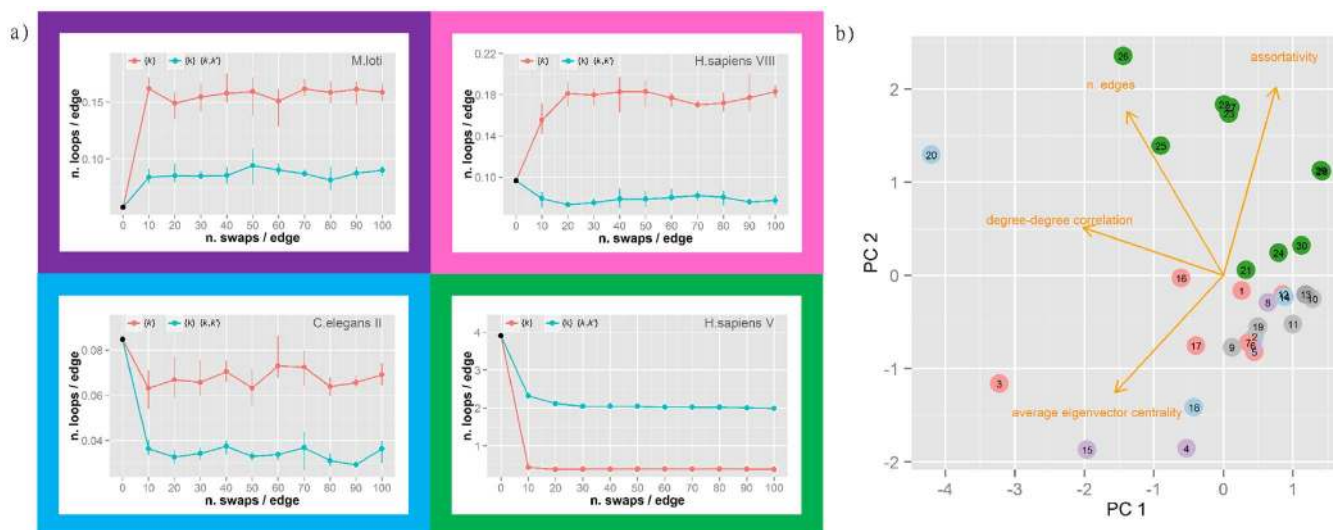 a)
{k} {k} {k,k'} M.loti
n. loops / edge
0.15
0.10
0 10 20 30 40 50 60 70 80 90 100
n. swaps / edge
{k} {k} {k,k'} H.sapiens VIII
n. loops / edge
0.22
0.18
0.14
0.10
0 10 20 30 40 50 60 70 80 90 100
n. swaps / edge
{k} {k} {k,k'} C.elegans II
n. loops / edge
0.08
0.06
0.04
0 10 20 30 40 50 60 70 80 90 100
n. swaps / edge
{k} {k} {k,k'} H.sapiens V
n. loops / edge
4
3
2
1
0 10 20 30 40 50 60 70 80 90 100
n. swaps / edge
b)
PC 2
2
1
0
-1
-2
26
assortativity
n. edges
23
25
20
degree-degree correlation
30
24
21
16
1
8
14
10
11
19
2
9
7
6
5
17
3
18
average eigenvector centrality
15
4
-4 -3 -2 -1 0 1
PC 1